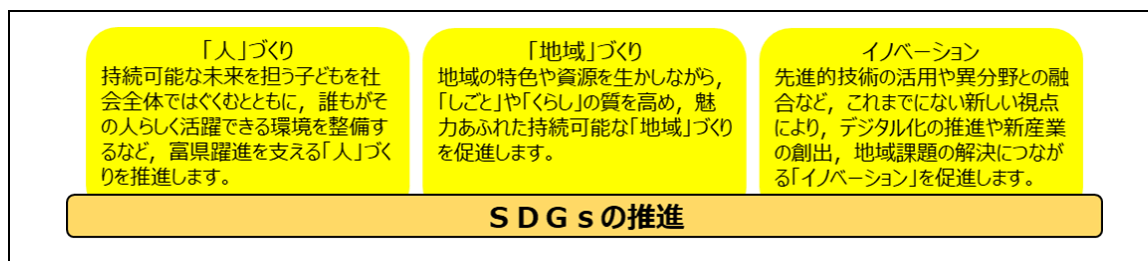 「人」づくり
持続可能な未来を担う子どもを社
会全体ではぐくむとともに，誰もがそ
の人らしく活躍できる環境を整備す
るなど，富県躍進を支える「人」づく
りを推進します。
「地域」づくり
地域の特色や資源を生かしながら，
「しごと」や「くらし」の質を高め，魅
力あふれた持続可能な「地域」づくり
を促進します。
イノベーション
先進的技術の活用や異分野との融
合など，これまでにない新しい視点
により，デジタル化の推進や新産業
の創出，地域課題の解決につなが
る「イノベーション」を促進します。
ＳＤＧｓの推進